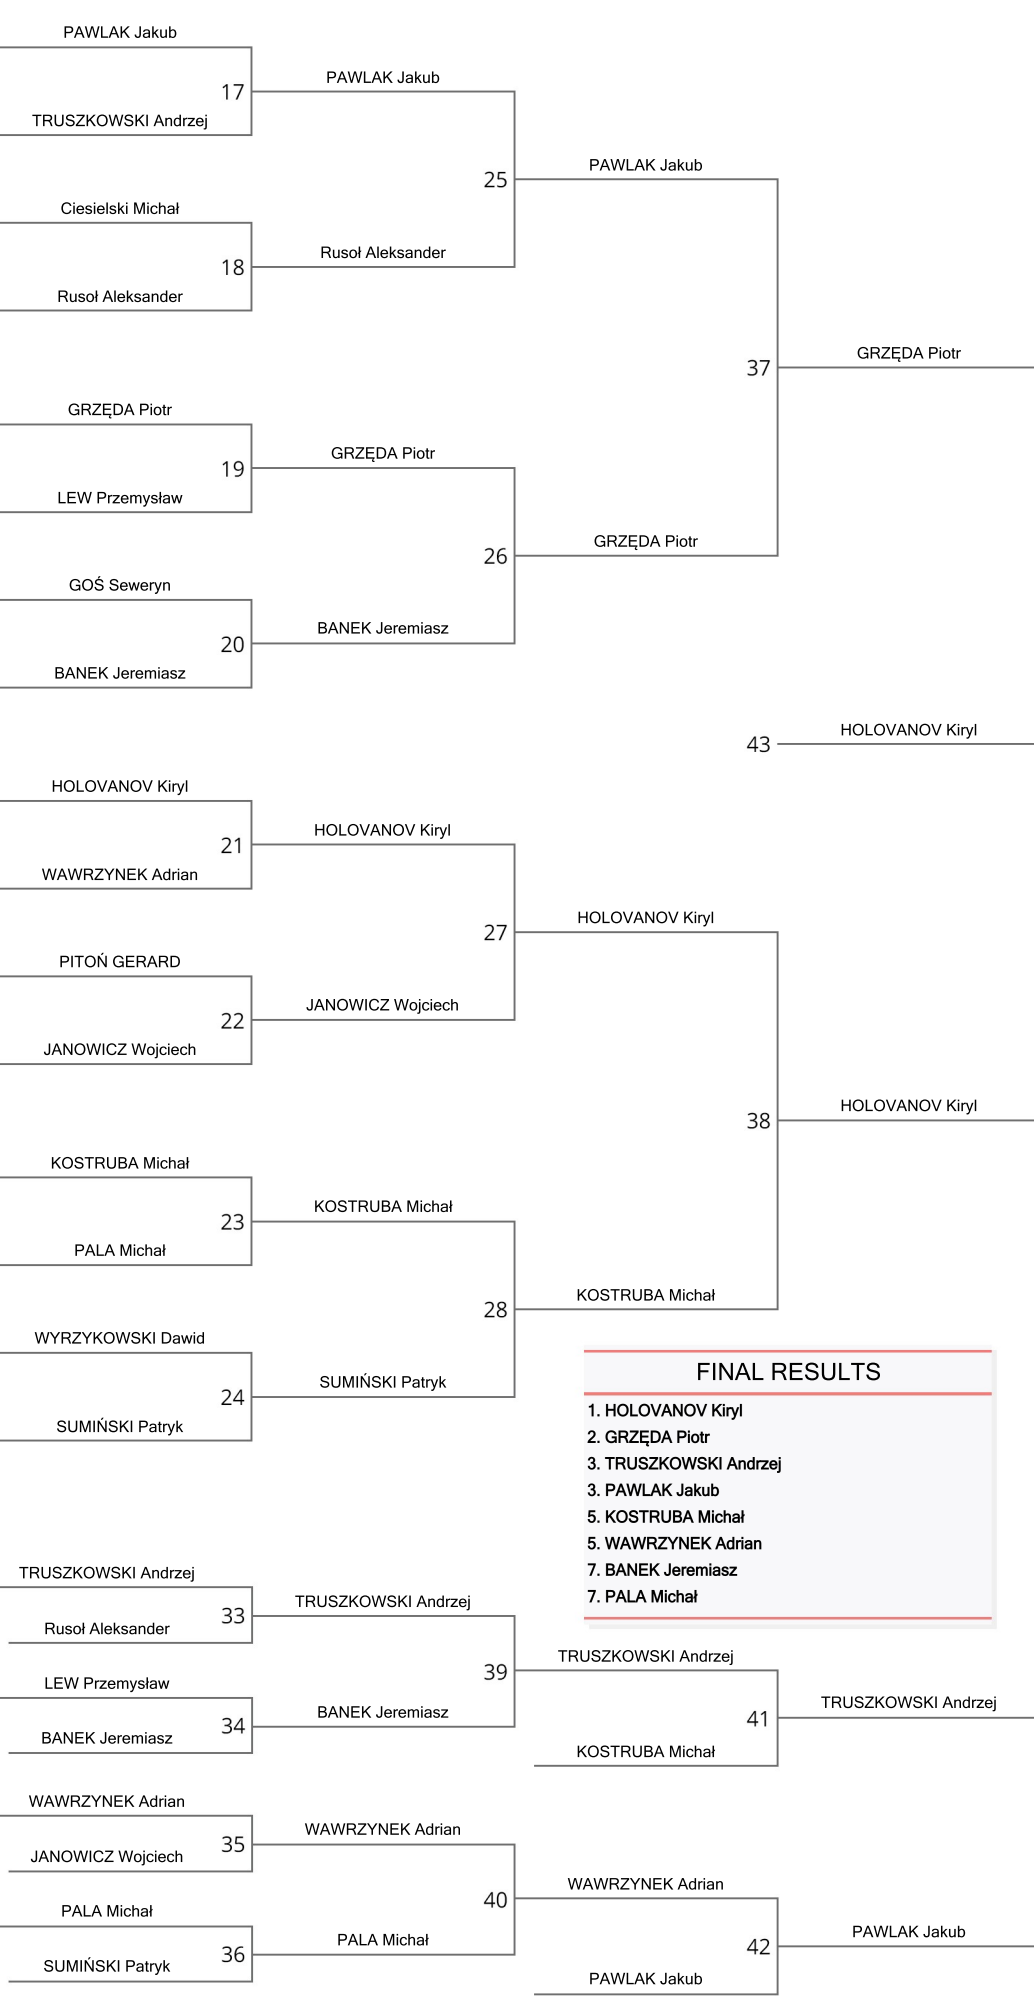 PAWLAK Jakub
17
TRUSZKOWSKI Andrzej
PAWLAK Jakub
Ciesielski Michał
18
Rusoł Aleksander
Rusoł Aleksander
25
PAWLAK Jakub
GRZĘDA Piotr
19
LEW Przemysław
GRZĘDA Piotr
GOŚ Seweryn
20
BANEK Jeremiasz
BANEK Jeremiasz
26
GRZĘDA Piotr
37
GRZĘDA Piotr
43
HOLOVANOV Kiryl
HOLOVANOV Kiryl
21
WAWRZYNEK Adrian
HOLOVANOV Kiryl
PITOŃ GERARD
22
JANOWICZ Wojciech
JANOWICZ Wojciech
27
HOLOVANOV Kiryl
KOSTRUBA Michał
23
PALA Michał
KOSTRUBA Michał
WYRZYKOWSKI Dawid
24
SUMIŃSKI Patryk
SUMIŃSKI Patryk
28
KOSTRUBA Michał
38
HOLOVANOV Kiryl
FINAL RESULTS
1. HOLOVANOV Kiryl
2. GRZĘDA Piotr
3. TRUSZKOWSKI Andrzej
3. PAWLAK Jakub
5. KOSTRUBA Michał
5. WAWRZYNEK Adrian
7. BANEK Jeremiasz
7. PALA Michał
TRUSZKOWSKI Andrzej
33
Rusoł Aleksander
TRUSZKOWSKI Andrzej
LEW Przemysław
34
BANEK Jeremiasz
BANEK Jeremiasz
39
TRUSZKOWSKI Andrzej
41
KOSTRUBA Michał
TRUSZKOWSKI Andrzej
WAWRZYNEK Adrian
35
JANOWICZ Wojciech
WAWRZYNEK Adrian
PALA Michał
36
SUMIŃSKI Patryk
PALA Michał
40
WAWRZYNEK Adrian
42
PAWLAK Jakub
PAWLAK Jakub